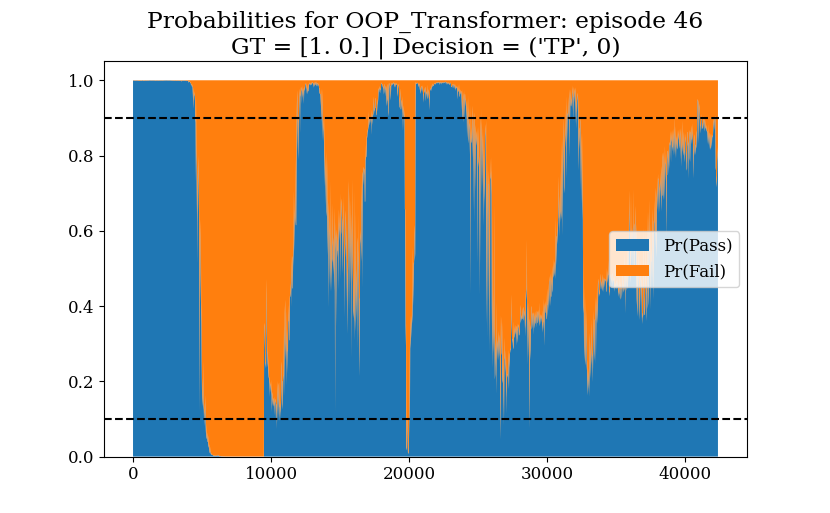 Probabilities for OOP_Transformer: episode 46
GT = [1. 0.] | Decision = ('TP', 0)
1.0
0.8
0.6
0.4
0.2
0.0
Pr(Pass)
Pr(Fail)
0 10000 20000 30000 40000